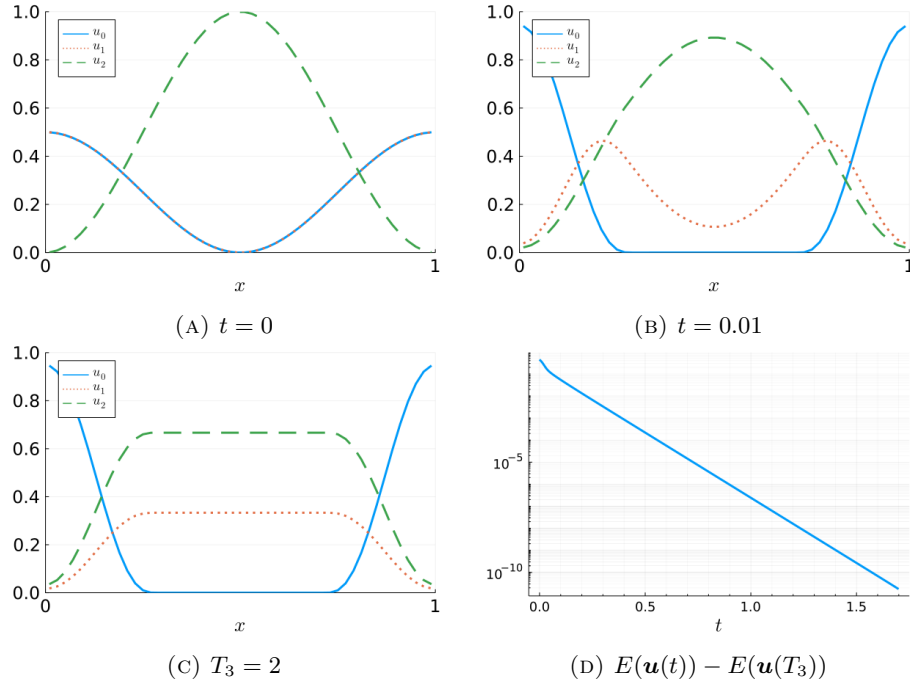 1.0
0.8
0.6
0.4
0.2
0.0
u₀
u₁
u₂
0
1
x
(A) t = 0
1.0
0.8
0.6
0.4
0.2
0.0
u₀
u₁
u₂
0
1
x
(B) t = 0.01
1.0
0.8
0.6
0.4
0.2
0.0
u₀
u₁
u₂
0
1
x
(C) T₃ = 2
10⁻⁵
10⁻¹⁰
0.0
0.5
1.0
1.5
t
(D) E(u(t)) − E(u(T₃))